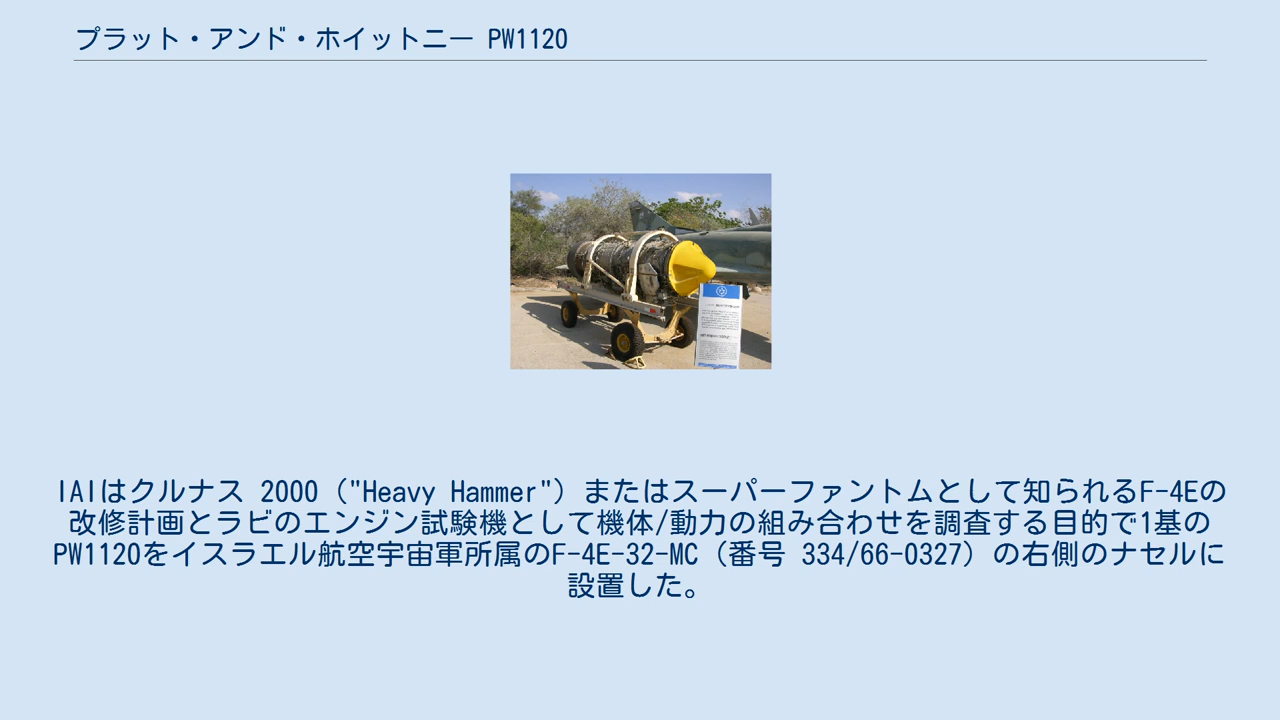 プラット・アンド・ホイットニー PW1120
IAIはクルナス 2000（"Heavy Hammer"）またはスーパーファントムとして知られるF-4Eの
改修計画とラビのエンジン試験機として機体/動力の組み合わせを調査する目的で1基の
PW1120をイスラエル航空宇宙軍所属のF-4E-32-MC（番号 334/66-0327）の右側のナセルに
設置した。